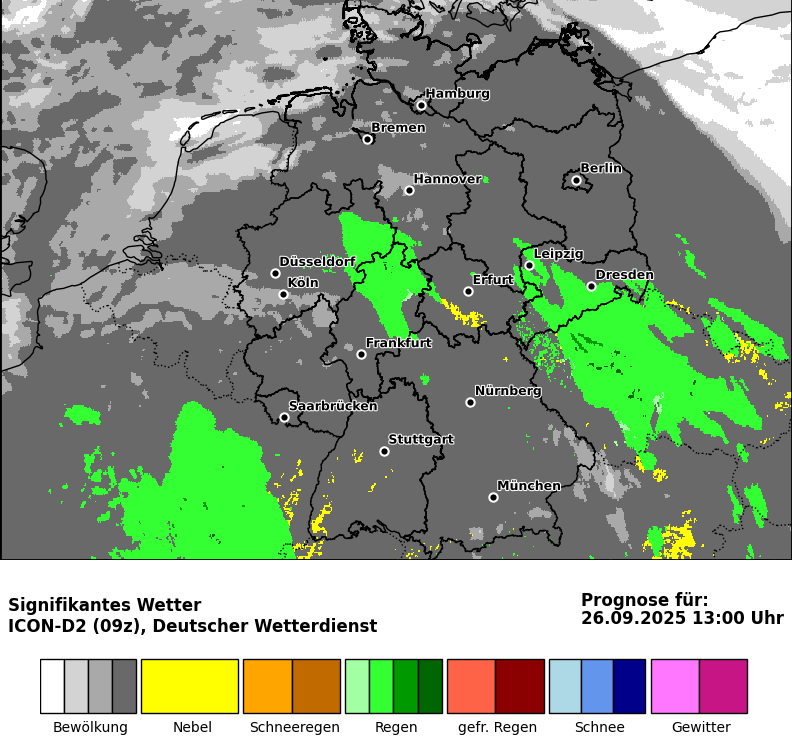 Hamburg
Bremen
Berlin
Hannover
Leipzig
Düsseldorf
Dresden
Köln
Erfurt
Frankfurt
Nürnberg
Saarbrücken
Stuttgart
München
Signifikantes Wetter
ICON-D2 (09z), Deutscher Wetterdienst
Prognose für:
26.09.2025 13:00 Uhr
Bewölkung
Nebel
Schneeregen
Regen
gefr. Regen
Schnee
Gewitter